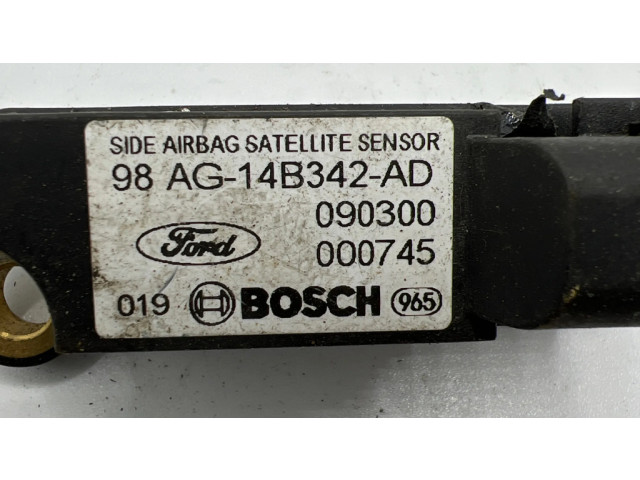 SIDE AIRBAG SATELLITE SENSOR
98 AG-14B342-AD
090300
Ford 000745
019 BOSCH 965